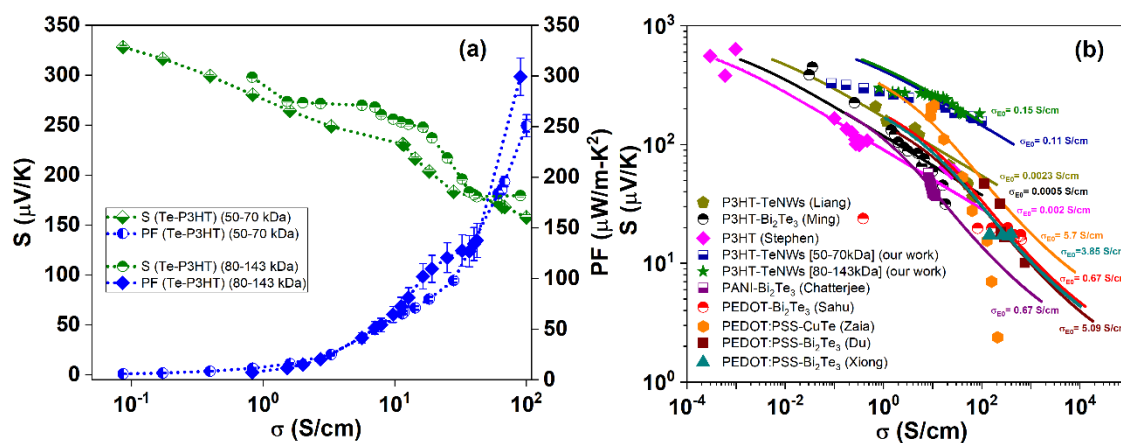 350
300
250
200
150
100
50
0
S (μV/K)
(a)
S (Te-P3HT) (50-70 kDa)
PF (Te-P3HT) (50-70 kDa)
S (Te-P3HT) (80-143 kDa)
PF (Te-P3HT) (80-143 kDa)
350
300
250
200
150
100
50
0
PF (μW/m-K²)
10⁻¹ 10⁰ 10¹ 10²
σ (S/cm)
(b)
10³
10²
10¹
10⁰
S (μV/K)
σE0 = 0.15 S/cm
σE0 = 0.11 S/cm
σE0 = 0.0023 S/cm
σE0 = 0.0005 S/cm
σE0 = 0.002 S/cm
σE0 = 5.7 S/cm
σE0 = 3.85 S/cm
σE0 = 0.67 S/cm
σE0 = 0.67 S/cm
σE0 = 5.09 S/cm
P3HT-TeNWs (Liang)
P3HT-Bi₂Te₃ (Ming)
P3HT (Stephen)
P3HT-TeNWs [50-70kDa] (our work)
P3HT-TeNWs [80-143kDa] (our work)
PANI-Bi₂Te₃ (Chatterjee)
PEDOT-Bi₂Te₃ (Sahu)
PEDOT:PSS-CuTe (Zaia)
PEDOT:PSS-Bi₂Te₃ (Du)
PEDOT:PSS-Bi₂Te₃ (Xiong)
10⁻⁴ 10⁻² 10⁰ 10² 10⁴
σ (S/cm)